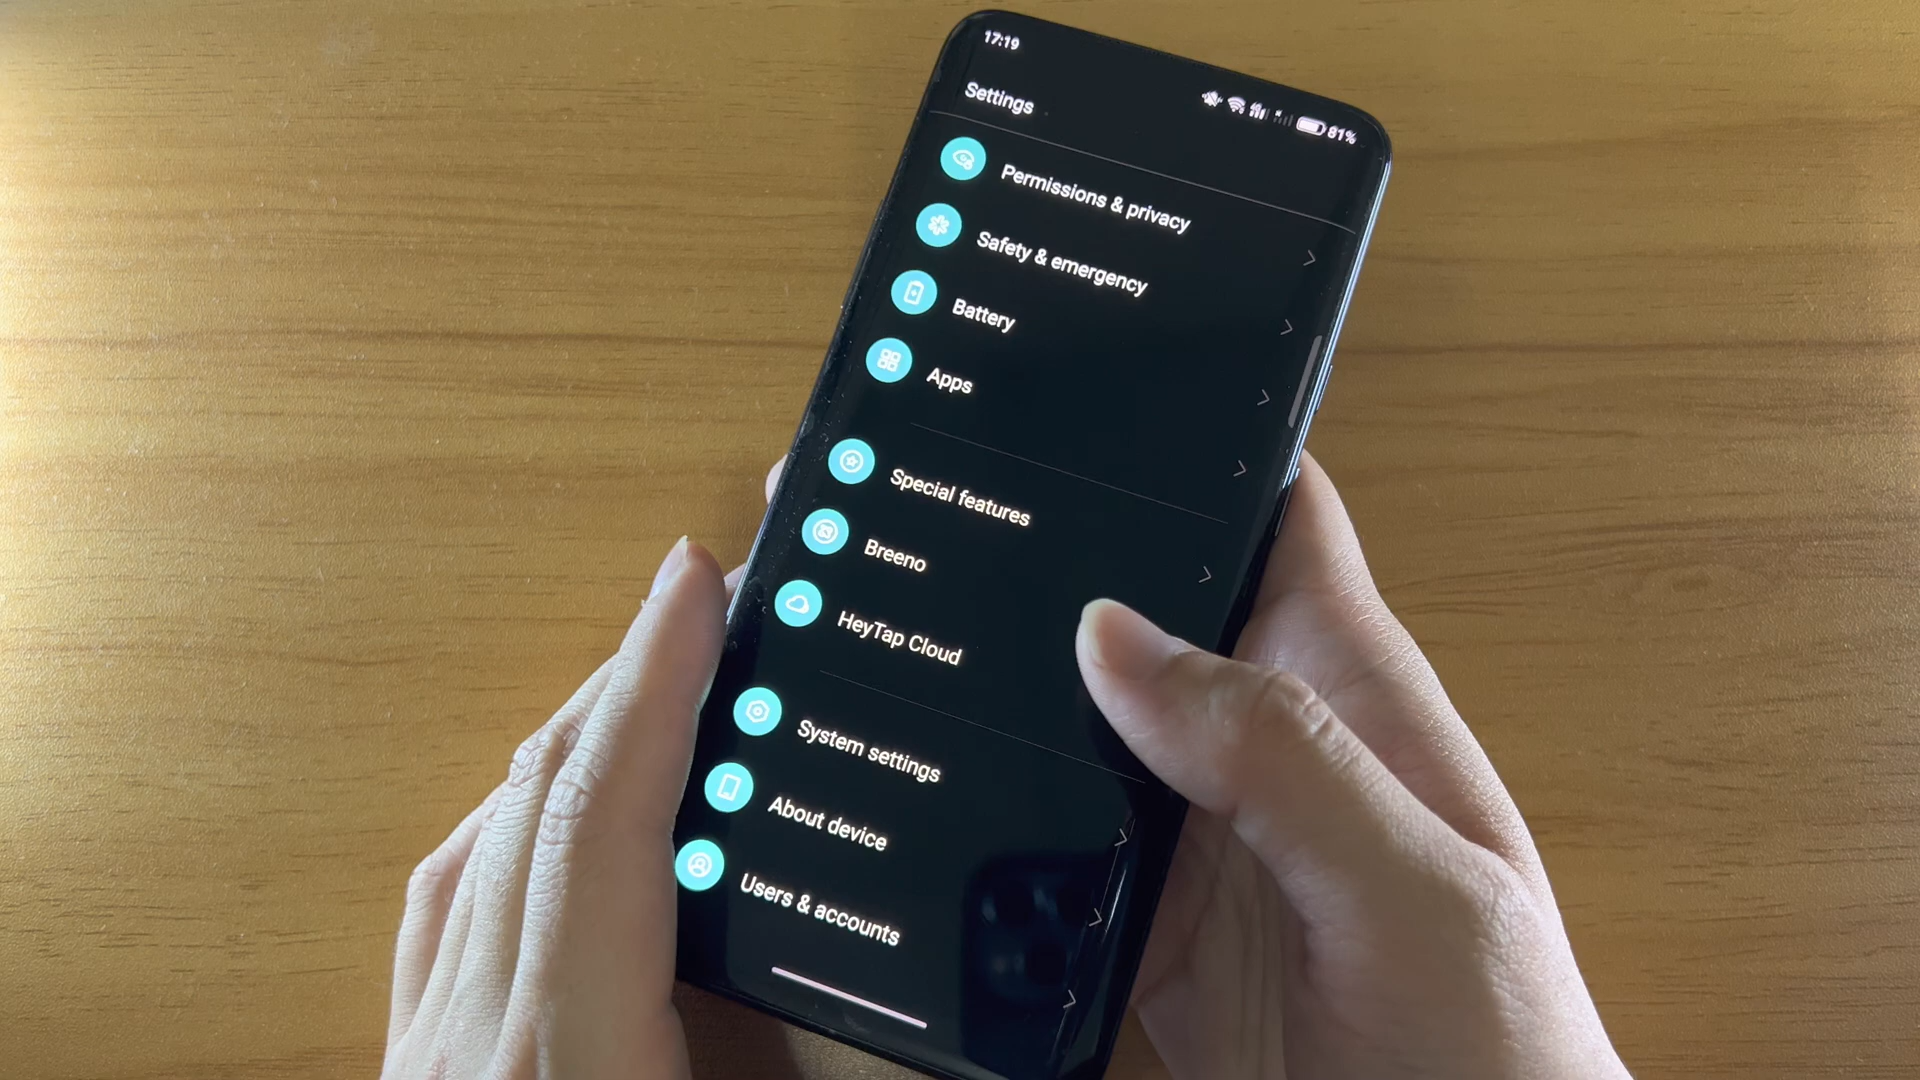 17:19
81%
Settings
Permissions & privacy
Safety & emergency
Battery
Apps
Special features
Breeno
HeyTap Cloud
System settings
About device
Users & accounts